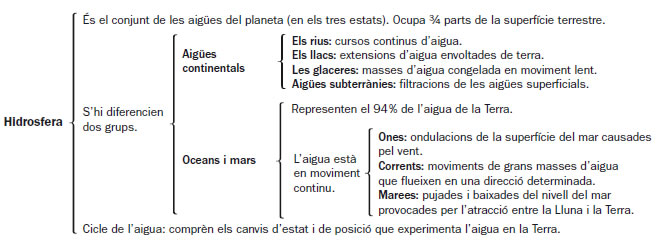 És el conjunt de les aigües del planeta (en els tres estats). Ocupa ¾ parts de la superfície terrestre.
Hidrosfera
S'hi diferencien
dos grups.
Aigües
continentals
Els rius: cursos continus d'aigua.
Els llacs: extensions d'aigua envoltades de terra.
Les glaceres: masses d'aigua congelada en moviment lent.
Aigües subterrànies: filtracions de les aigües superficials.
Oceans i mars
Representen el 94% de l'aigua de la Terra.
L'aigua està
en moviment
continu.
Ones: ondulacions de la superfície del mar causades
pel vent.
Corrents: moviments de grans masses d'aigua
que flueixen en una direcció determinada.
Marees: pujades i baixades del nivell del mar
provocades per l'atracció entre la Lluna i la Terra.
Cicle de l'aigua: comprèn els canvis d'estat i de posició que experimenta l'aigua en la Terra.